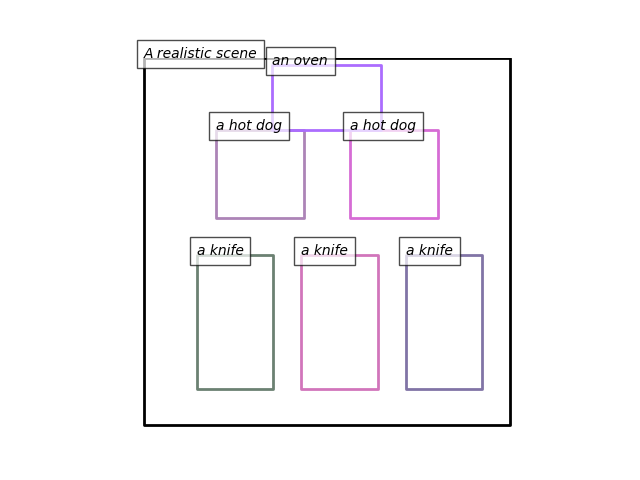 A realistic scene
an oven
a hot dog
a hot dog
a knife
a knife
a knife